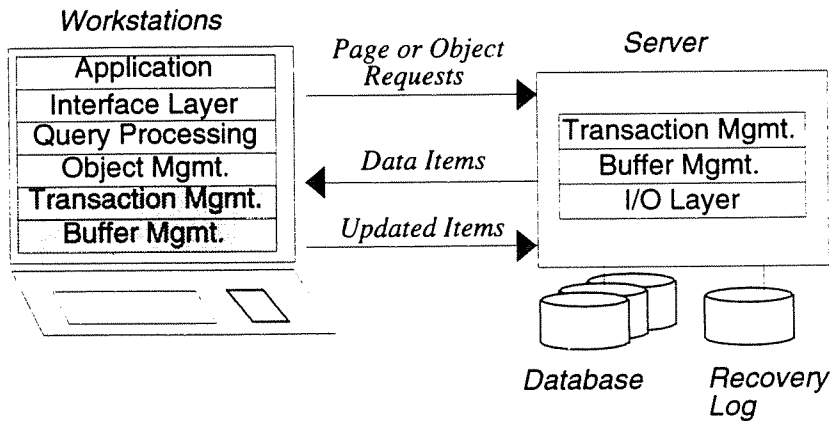 Workstations
Application
Interface Layer
Query Processing
Object Mgmt.
Transaction Mgmt.
Buffer Mgmt.
Page or Object
Requests
Data Items
Updated Items
Server
Transaction Mgmt.
Buffer Mgmt.
I/O Layer
Database
Recovery
Log